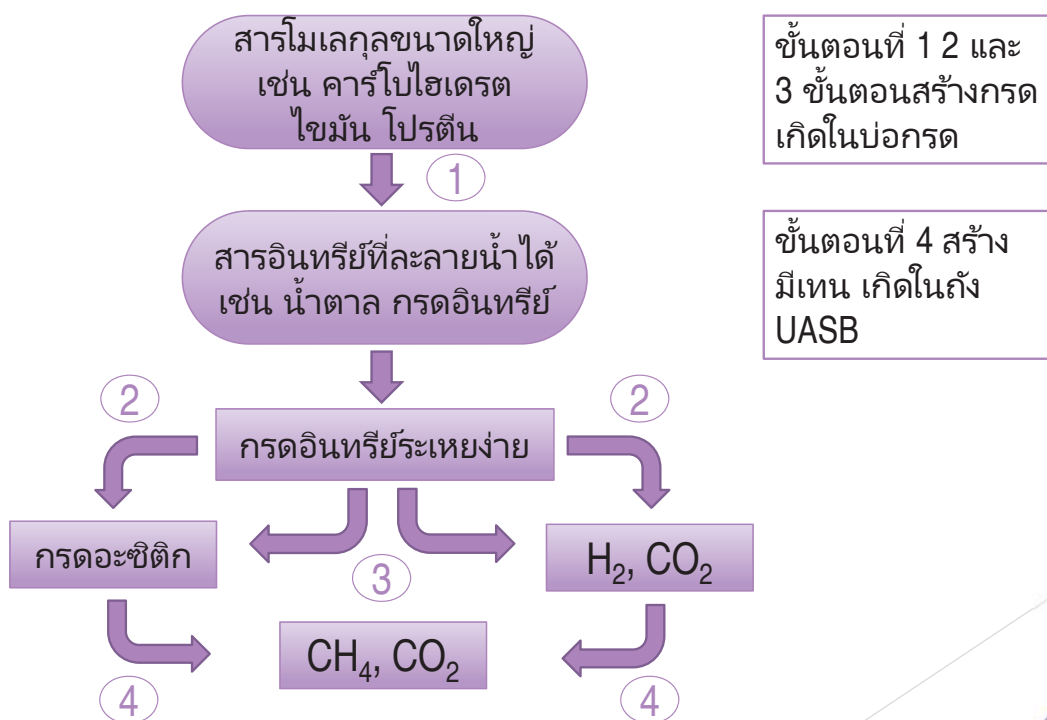 สารโมเลกุลขนาดใหญ่
เช่น คาร์โบไฮเดรต
ไขมัน โปรตีน
ขั้นตอนที่ 1 2 และ
3 ขั้นตอนสร้างกรด
เกิดในบ่อกรด
1
สารอินทรีย์ที่ละลายน้ำได้
เช่น น้ำตาล กรดอินทรีย์
ขั้นตอนที่ 4 สร้าง
มีเทน เกิดในถัง
UASB
2
2
กรดอินทรีย์ระเหยง่าย
กรดอะซิติก
3
H₂, CO₂
CH₄, CO₂
4
4